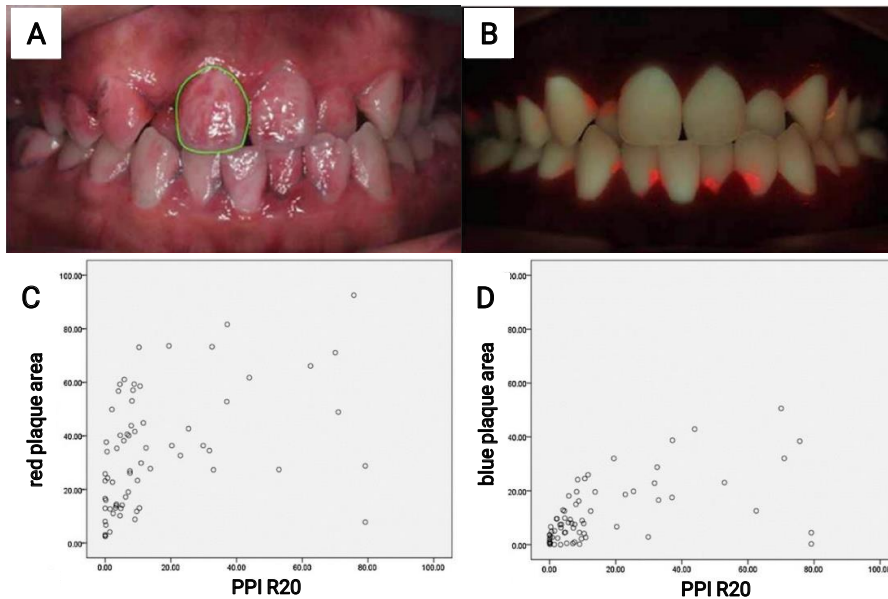 A
B
C
red plaque area
100.00
80.00
60.00
40.00
20.00
0.00
0.00 20.00 40.00 60.00 80.00 100.00
PPI R20
D
blue plaque area
80.00
60.00
40.00
20.00
0.00
0.00 20.00 40.00 60.00 80.00
PPI R20